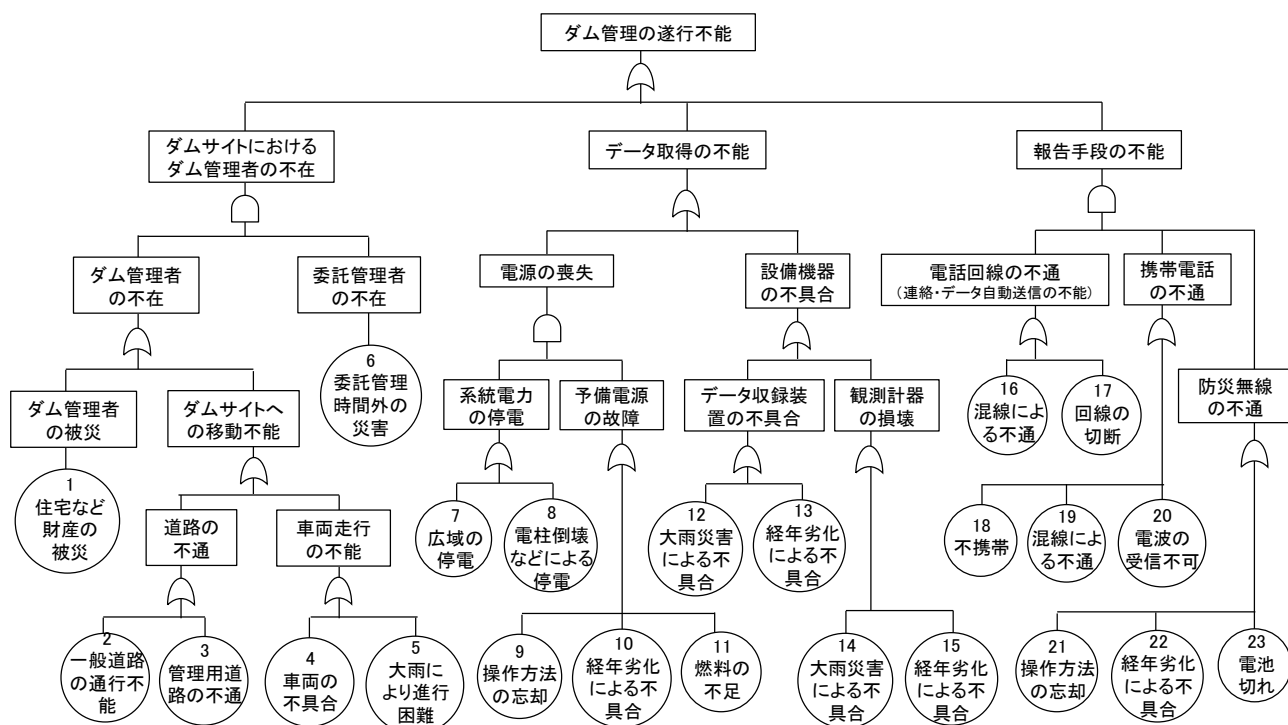 ダム管理の遂行不能
ダムサイトにおける
ダム管理者の不在
データ取得の不能
報告手段の不能
ダム管理者
の不在
委託管理者
の不在
電源の喪失
設備機器
の不具合
電話回線の不通
(連絡・データ自動送信の不能)
携帯電話
の不通
ダム管理者
の被災
ダムサイトへ
の移動不能
6
委託管理
時間外の
災害
系統電力
の停電
予備電源
の故障
データ収録装
置の不具合
観測計器
の損壊
16
混線によ
る不通
17
回線の
切断
防災無線
の不通
1
住宅など
財産の
被災
道路の
不通
車両走行
の不能
7
広域の
停電
8
電柱倒壊
などによる
停電
12
大雨災害
による不
具合
13
経年劣化
による不
具合
18
不携帯
19
混線によ
る不通
20
電波の
受信不可
2
一般道路
の通行不
能
3
管理用道
路の不通
4
車両の
不具合
5
大雨に
より進行
困難
9
操作方法
の忘却
10
経年劣化
による不
具合
11
燃料の
不足
14
大雨災害
による不
具合
15
経年劣化
による不
具合
21
操作方法
の忘却
22
経年劣化
による不
具合
23
電池
切れ